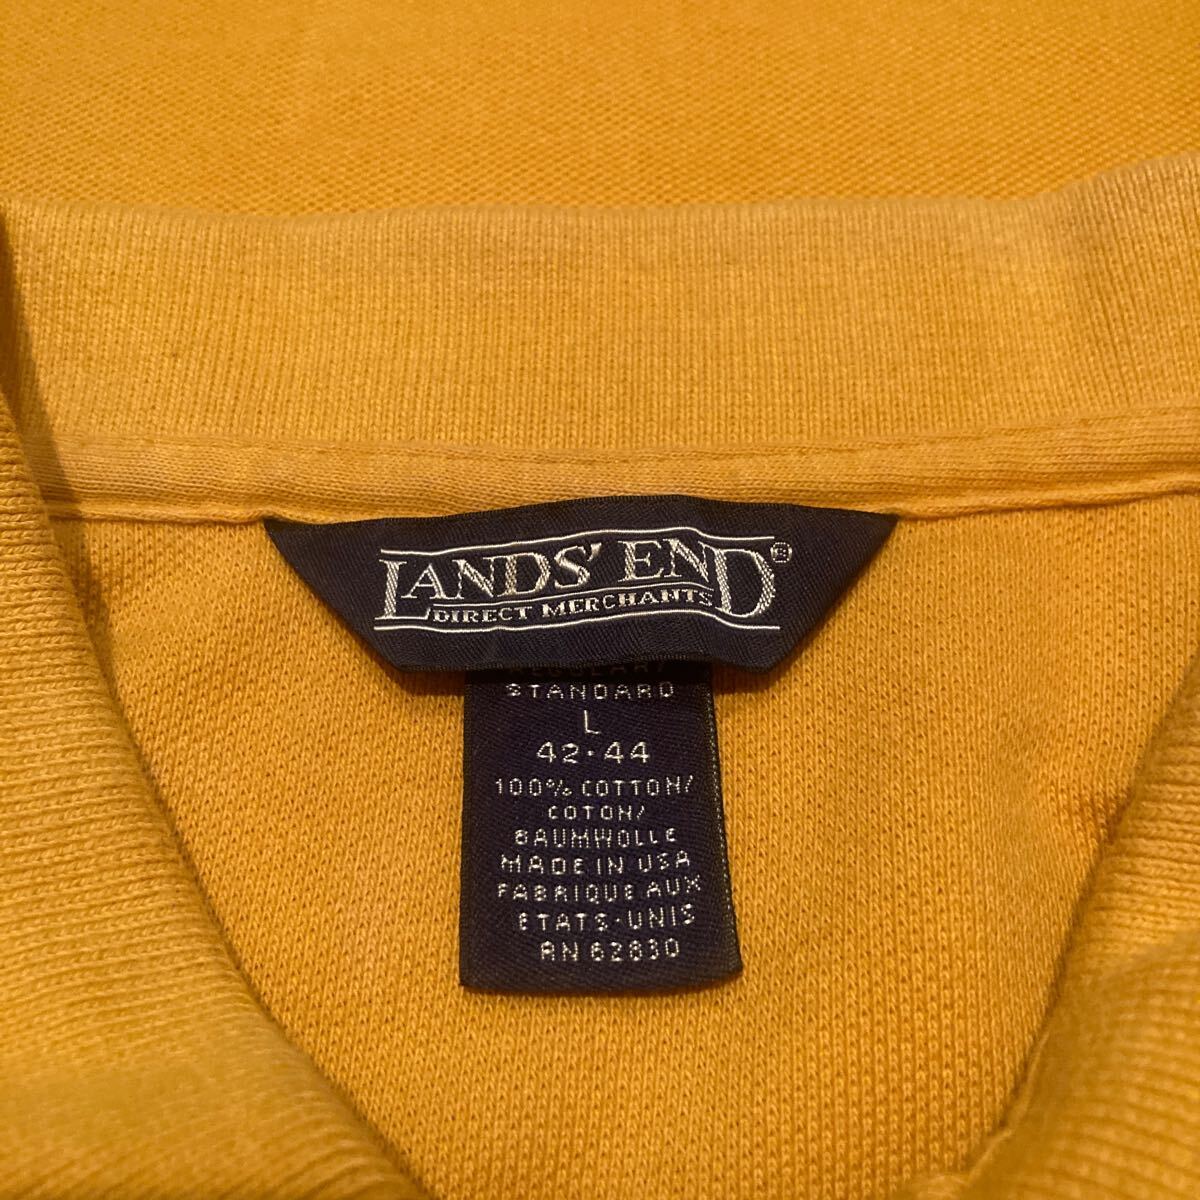 LANDS' END®
DIRECT MERCHANTS
REGULAR/
STANDARD
L
42-44
100% COTTON/
COTON/
BAUMWOLLE
MADE IN USA
FABRIQUE AUX
ETATS-UNIS
RN 62830